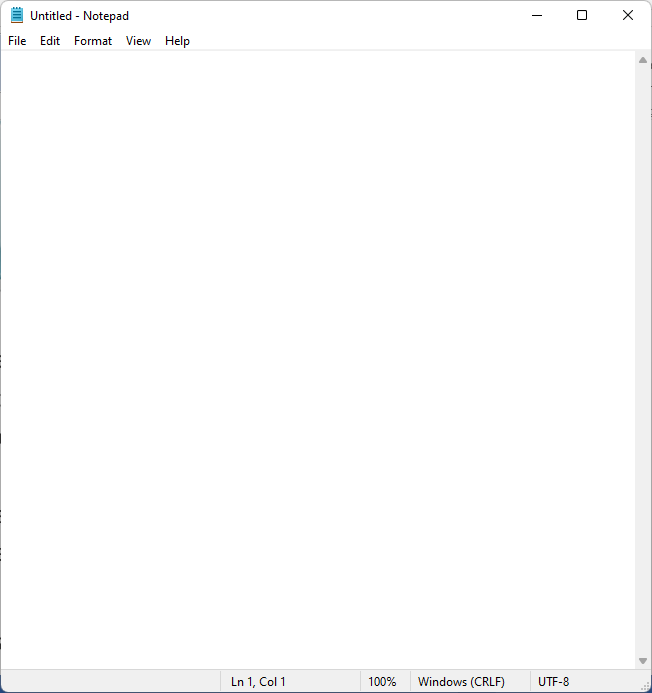 Untitled - Notepad
File Edit Format View Help
Ln 1, Col 1 100% Windows (CRLF) UTF-8